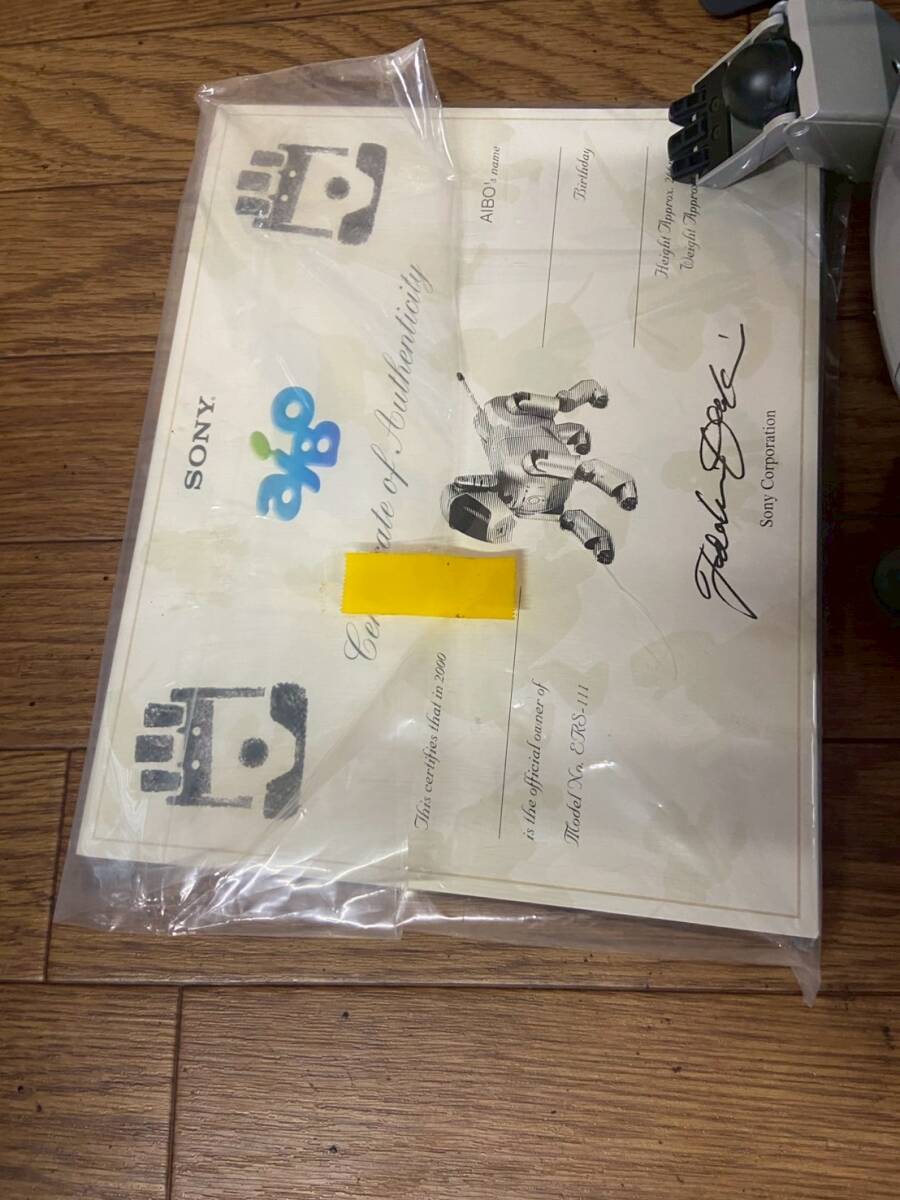 SONY.
aibo
Certificate of Authenticity
This certifies that in 2000
is the official owner of
Model No. ERS-111
AIBO's name
Birthday
Height Approx.
Weight Approx.
Sony Corporation